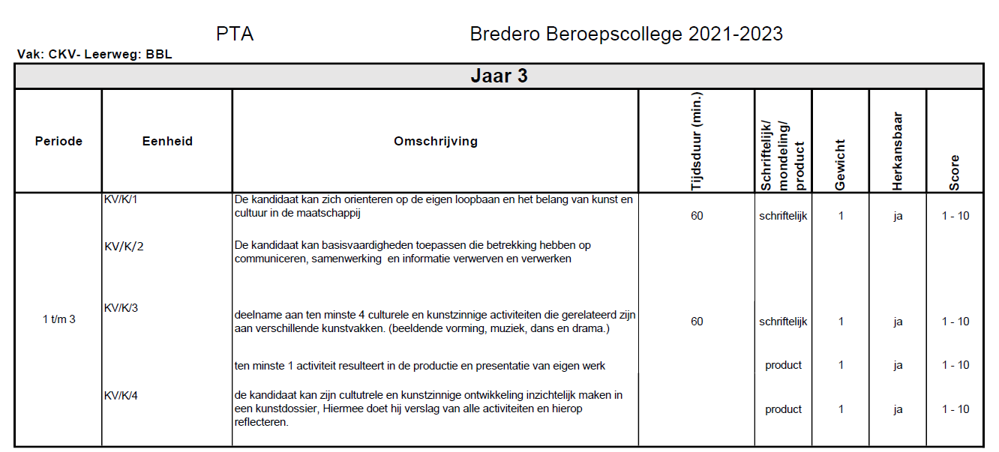 PTA Bredero Beroepscollege 2021-2023
Vak: CKV- Leerweg: BBL
Jaar 3
Periode Eenheid Omschrijving Tijdsduur (min.) Schriftelijk/ mondeling/ product Gewicht Herkansbaar Score
KV/K/1 De kandidaat kan zich orienteren op de eigen loopbaan en het belang van kunst en
cultuur in de maatschappij 60 schriftelijk 1 ja 1 - 10
KV/K/2 De kandidaat kan basisvaardigheden toepassen die betrekking hebben op
communiceren, samenwerking en informatie verwerven en verwerken
1 t/m 3
KV/K/3 deelname aan ten minste 4 culturele en kunstzinnige activiteiten die gerelateerd zijn
aan verschillende kunstvakken. (beeldende vorming, muziek, dans en drama.) 60 schriftelijk 1 ja 1 - 10
ten minste 1 activiteit resulteert in de productie en presentatie van eigen werk product 1 ja 1 - 10
KV/K/4 de kandidaat kan zijn cultutrele en kunstzinnige ontwikkeling inzichtelijk maken in
een kunstdossier, Hiermee doet hij verslag van alle activiteiten en hierop product 1 ja 1 - 10
reflecteren.